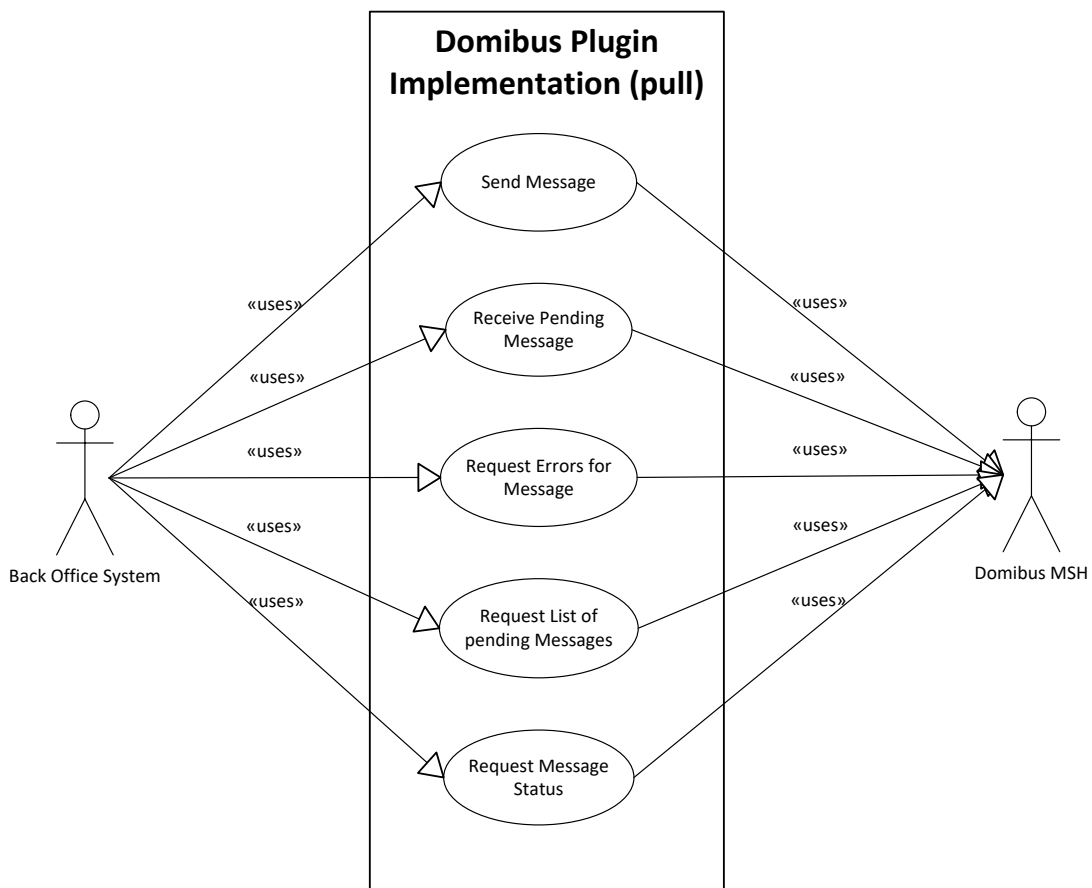 Domibus Plugin
Implementation (pull)
Send Message
«uses»
«uses»
Receive Pending
Message
«uses»
«uses»
«uses»
Request Errors for
Message
«uses»
Back Office System
Domibus MSH
«uses»
«uses»
Request List of
pending Messages
«uses»
«uses»
Request Message
Status